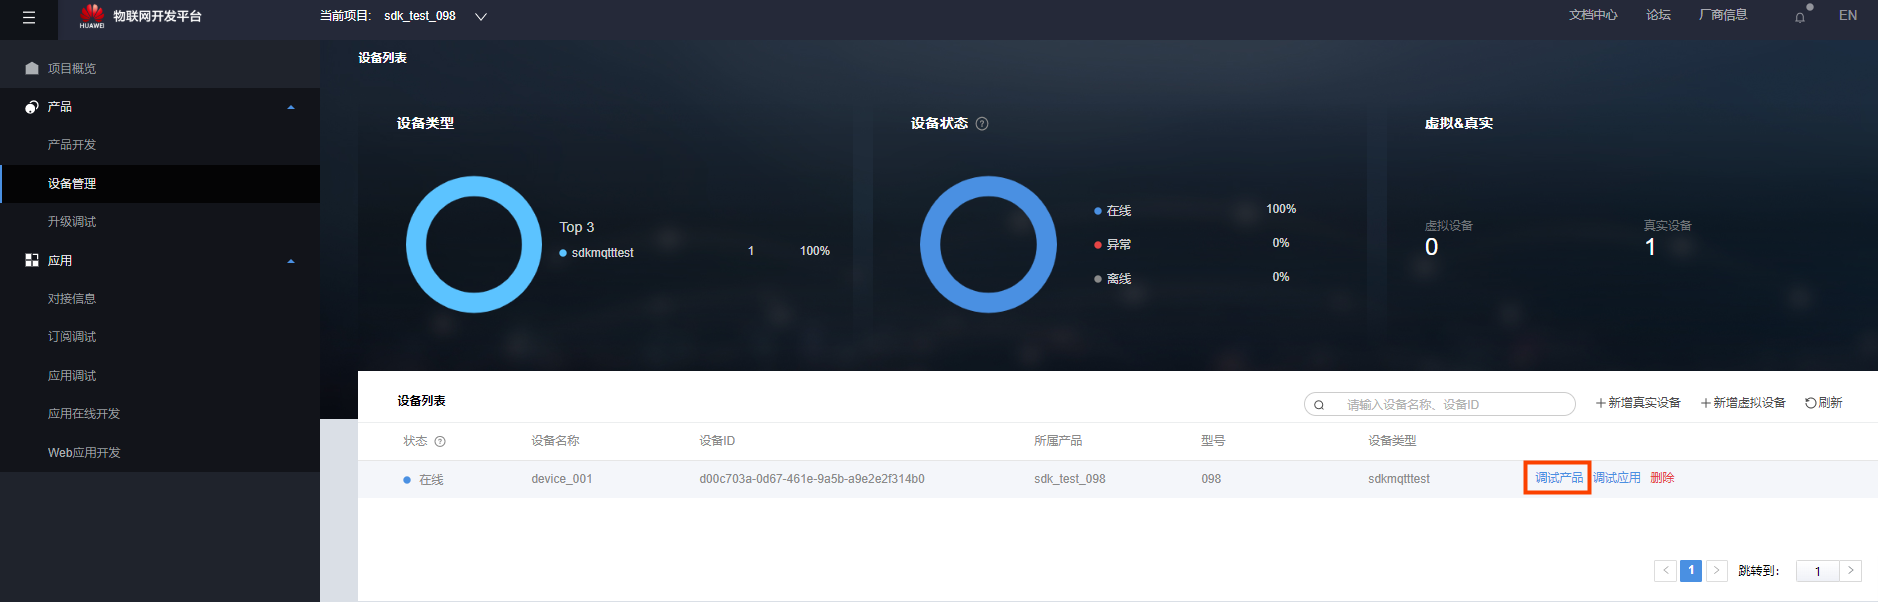 HUAWEI 物联网开发平台 当前项目: sdk_test_098 文档中心 论坛 厂商信息 EN
项目概览
产品
产品开发
设备管理
升级调试
应用
对接信息
订阅调试
应用调试
应用在线开发
Web应用开发
设备列表
设备类型
Top 3
sdkmqtttest 1 100%
设备状态 ?
在线 100%
异常 0%
离线 0%
虚拟&真实
虚拟设备 真实设备
0 1
设备列表 请输入设备名称、设备ID +新增真实设备 +新增虚拟设备 刷新
状态 ? 设备名称 设备ID 所属产品 型号 设备类型
在线 device_001 d00c703a-0d67-461e-9a5b-a9e2e2f314b0 sdk_test_098 098 sdkmqtttest 调试产品 调试应用 删除
< 1 > 跳转到: 1 >